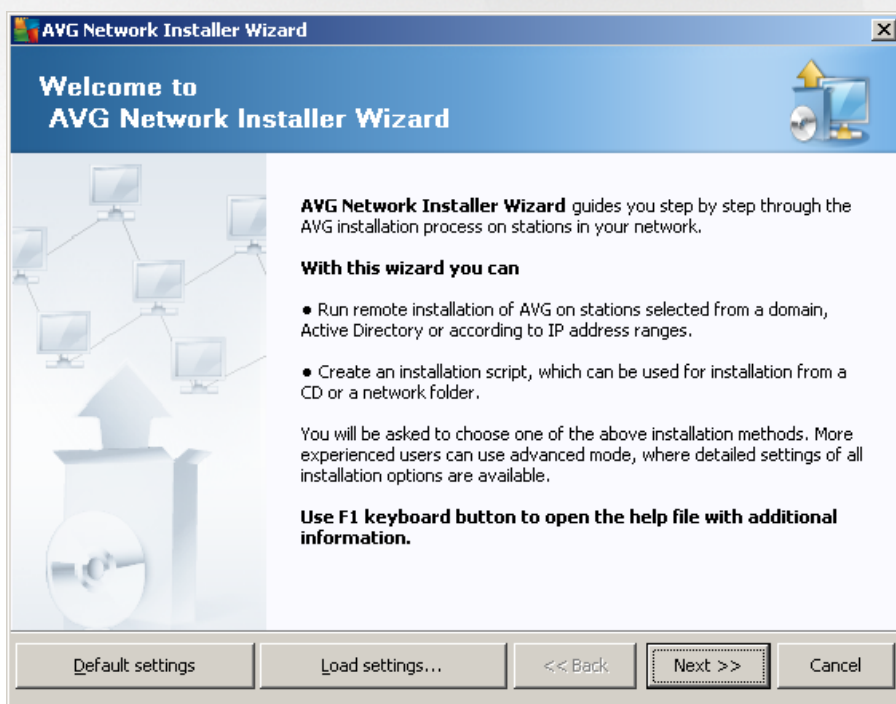 AVG Network Installer Wizard
Welcome to
AVG Network Installer Wizard
AVG Network Installer Wizard guides you step by step through the
AVG installation process on stations in your network.
With this wizard you can
● Run remote installation of AVG on stations selected from a domain,
Active Directory or according to IP address ranges.
● Create an installation script, which can be used for installation from a
CD or a network folder.
You will be asked to choose one of the above installation methods. More
experienced users can use advanced mode, where detailed settings of all
installation options are available.
Use F1 keyboard button to open the help file with additional
information.
Default settings
Load settings...
<< Back
Next >>
Cancel